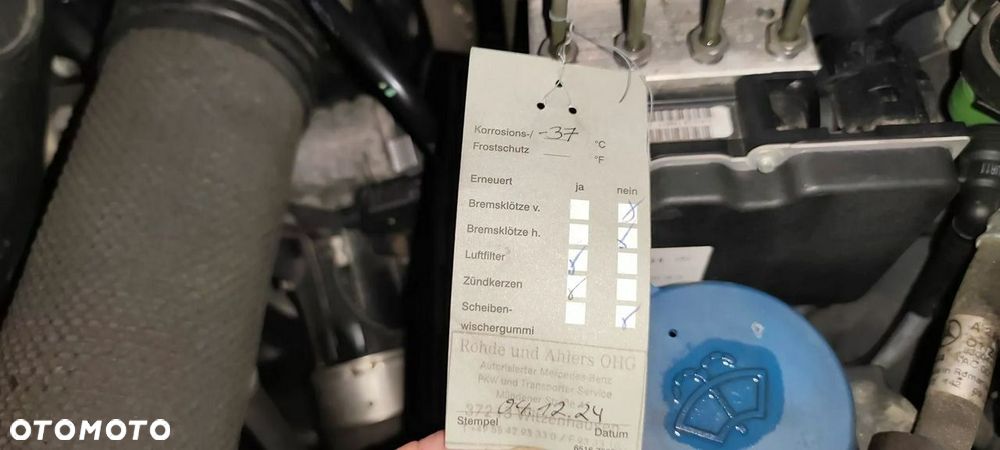 Korrosions-/ -37 °C
Frostschutz °F
Erneuert ja nein
Bremsklötze v.
Bremsklötze h.
Luftfilter
Zündkerzen
Scheiben-
wischergummi
Rohde und Ahlers OHG
Autorisierter Mercedes-Benz
PKW und Transporter Service
04.12.24
Witzenhausen
Stempel Datum
OTOMOTO